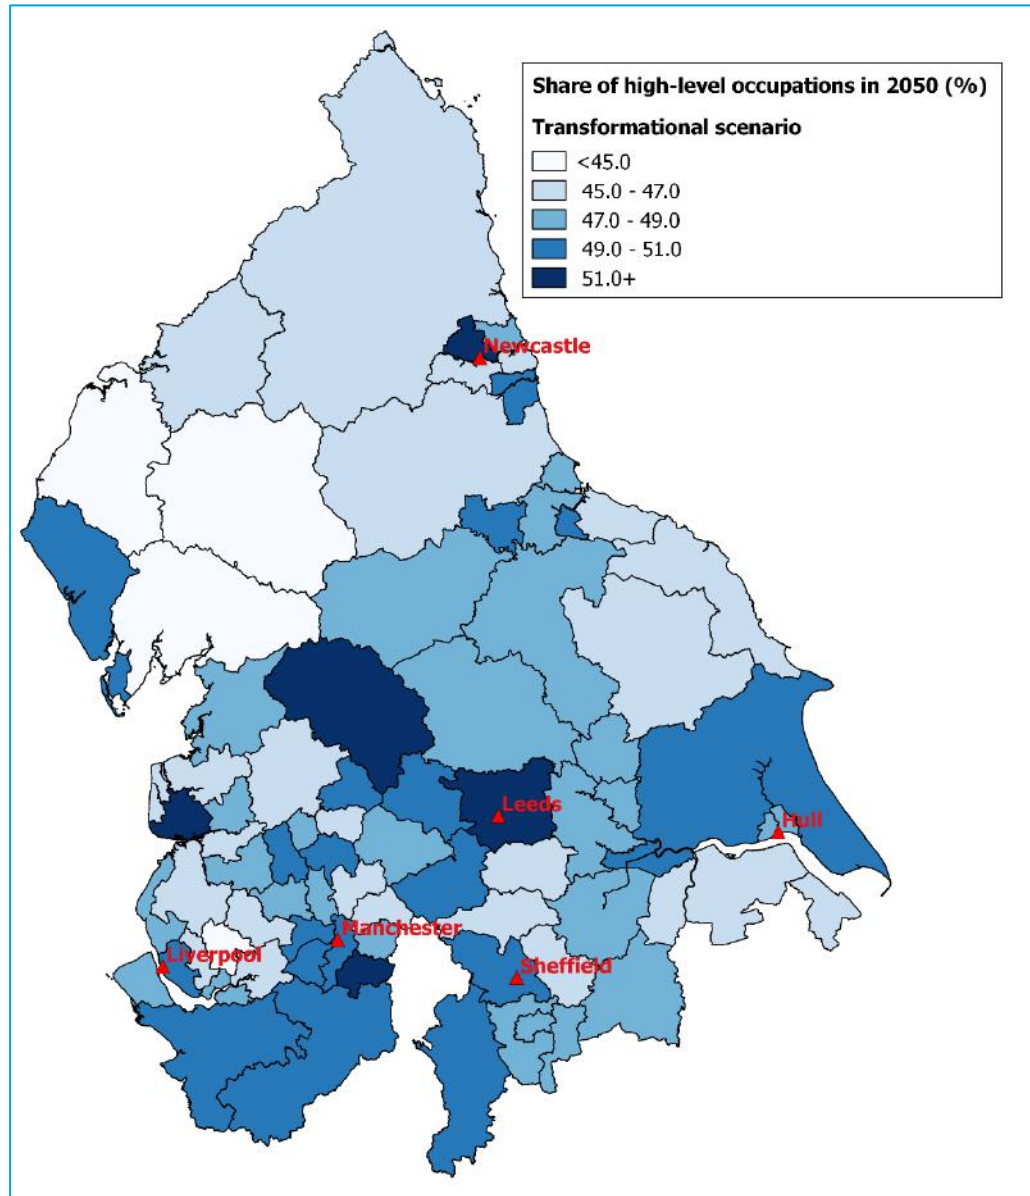 Share of high-level occupations in 2050 (%)
Transformational scenario
<45.0
45.0 - 47.0
47.0 - 49.0
49.0 - 51.0
51.0+
Newcastle
Leeds
Hull
Manchester
Liverpool
Sheffield